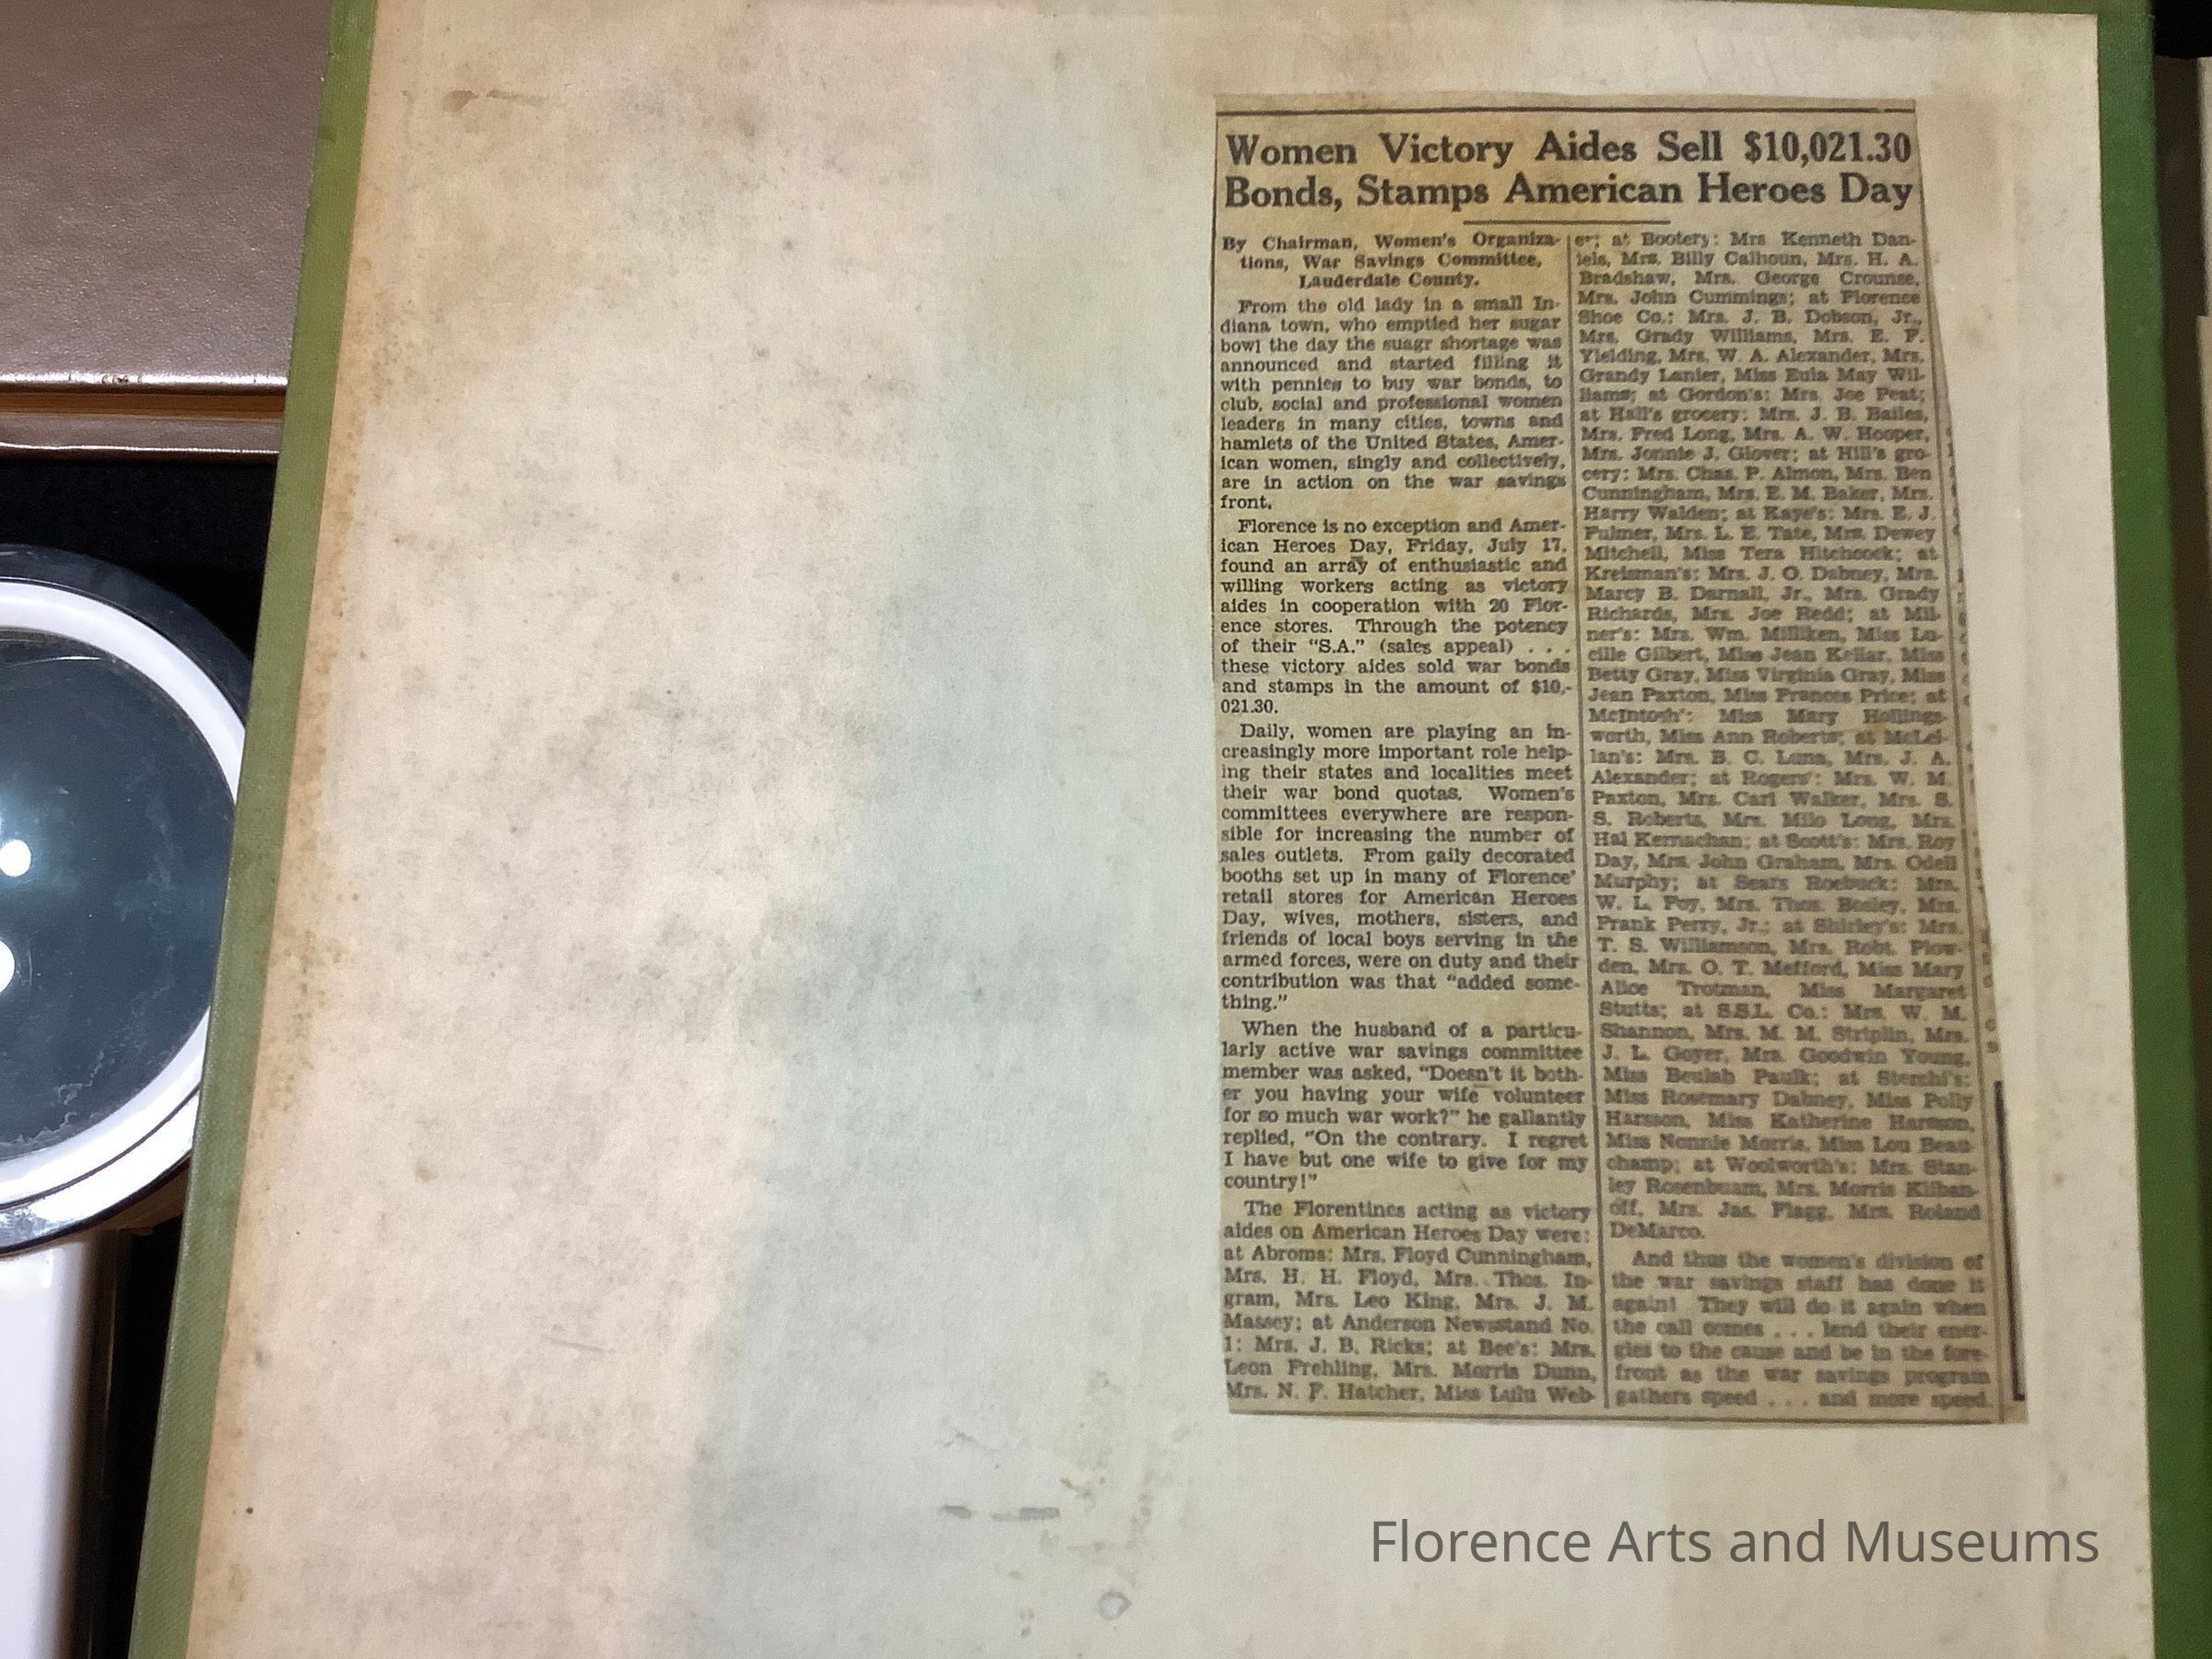 Women Victory Aides Sell $10,021.30
Bonds, Stamps American Heroes Day
By Chairman, Women's Organiza-
tions, War Savings Committee,
Lauderdale County.
From the old lady in a small In-
diana town, who emptied her sugar
bowl the day the suagr shortage was
announced and started filling it
with pennies to buy war bonds, to
club, social and professional women
leaders in many cities, towns and
hamlets of the United States, Amer-
ican women, singly and collectively,
are in action on the war savings
front.
Florence is no exception and Amer-
ican Heroes Day, Friday, July 17,
found an array of enthusiastic and
willing workers acting as victory
aides in cooperation with 20 Flor-
ence stores. Through the potency
of their "S.A." (sales appeal) . . .
these victory aides sold war bonds
and stamps in the amount of $10,-
021.30.
Daily, women are playing an in-
creasingly more important role help-
ing their states and localities meet
their war bond quotas. Women's
committees everywhere are respon-
sible for increasing the number of
sales outlets. From gaily decorated
booths set up in many of Florence'
retail stores for American Heroes
Day, wives, mothers, sisters, and
friends of local boys serving in the
armed forces, were on duty and their
contribution was that "added some-
thing."
When the husband of a particu-
larly active war savings committee
member was asked, "Doesn't it both-
er you having your wife volunteer
for so much war work?" he gallantly
replied, "On the contrary. I regret
I have but one wife to give for my
country!"
The Florentines acting as victory
aides on American Heroes Day were:
at Abroms: Mrs. Floyd Cunningham,
Mrs. H. H. Floyd, Mrs. Thos. In-
gram, Mrs. Leo King, Mrs. J. M.
Massey; at Anderson Newsstand No.
1: Mrs. J. B. Ricks; at Bee's: Mrs.
Leon Frehling, Mrs. Morris Dunn,
Mrs. N. F. Hatcher, Miss Lulu Web-
er; at Bootery: Mrs Kenneth Dan-
iels, Mrs. Billy Calhoun, Mrs. H. A.
Bradshaw, Mrs. George Crounse,
Mrs. John Cummings; at Florence
Shoe Co.: Mrs. J. B. Dobson, Jr.,
Mrs. Grady Williams, Mrs. E. F.
Yielding, Mrs. W. A. Alexander, Mrs.
Grandy Lanier, Miss Eula May Wil-
liams; at Gordon's: Mrs. Joe Peat;
at Hall's grocery: Mrs. J. B. Bailes,
Mrs. Fred Long, Mrs. A. W. Hooper,
Mrs. Jonnie J. Glover; at Hill's gro-
cery: Mrs. Chas. P. Almon, Mrs. Ben
Cunningham, Mrs. E. M. Baker, Mrs.
Harry Walden; at Kaye's: Mrs. E. J.
Fulmer, Mrs. L. E. Tate, Mrs. Dewey
Mitchell, Miss Tera Hitchcock; at
Kreisman's: Mrs. J. O. Dabney, Mrs.
Marcy B. Darnall, Jr., Mrs. Grady
Richards, Mrs. Joe Redd; at Mil-
ner's: Mrs. Wm. Milliken, Miss Lu-
cille Gilbert, Miss Jean Kellar, Miss
Betty Gray, Miss Virginia Gray, Miss
Jean Paxton, Miss Frances Price; at
McIntosh': Miss Mary Hollings-
worth, Miss Ann Roberts; at McLel-
lan's: Mrs. B. C. Luna, Mrs. J. A.
Alexander; at Rogers': Mrs. W. M.
Paxton, Mrs. Carl Walker, Mrs. S.
S. Roberts, Mrs. Milo Long, Mrs.
Hal Kernachan; at Scott's: Mrs. Roy
Day, Mrs. John Graham, Mrs. Odell
Murphy; at Sears Roebuck: Mrs.
W. L. Foy, Mrs. Thos. Bosley, Mrs.
Frank Perry, Jr.; at Shirley's: Mrs.
T. S. Williamson, Mrs. Robt. Plow-
den, Mrs. O. T. Mefford, Miss Mary
Alice Trotman, Miss Margaret
Stutts; at S.S.L. Co.: Mrs. W. M.
Shannon, Mrs. M. M. Striplin, Mrs.
J. L. Goyer, Mrs. Goodwin Young,
Miss Beulah Paulk; at Sterchi's:
Miss Rosemary Dabney, Miss Polly
Harsson, Miss Katherine Harsson,
Miss Nonnie Morris, Miss Lou Beau-
champ; at Woolworth's: Mrs. Stan-
ley Rosenbuam, Mrs. Morris Kliban-
off, Mrs. Jas. Flagg, Mrs. Roland
DeMarco.
And thus the women's division of
the war savings staff has done it
again! They will do it again when
the call comes . . . lend their ener-
gies to the cause and be in the fore-
front as the war savings program
gathers speed . . . and more speed.
Florence Arts and Museums